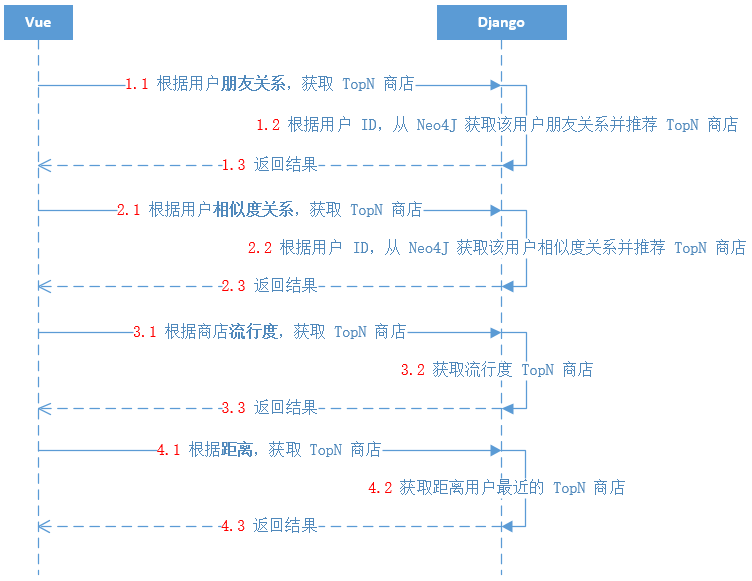 Vue
Django
1.1 根据用户朋友关系，获取 TopN 商店
1.2 根据用户 ID，从 Neo4J 获取该用户朋友关系并推荐 TopN 商店
1.3 返回结果
2.1 根据用户相似度关系，获取 TopN 商店
2.2 根据用户 ID，从 Neo4J 获取该用户相似度关系并推荐 TopN 商店
2.3 返回结果
3.1 根据商店流行度，获取 TopN 商店
3.2 获取流行度 TopN 商店
3.3 返回结果
4.1 根据距离，获取 TopN 商店
4.2 获取距离用户最近的 TopN 商店
4.3 返回结果